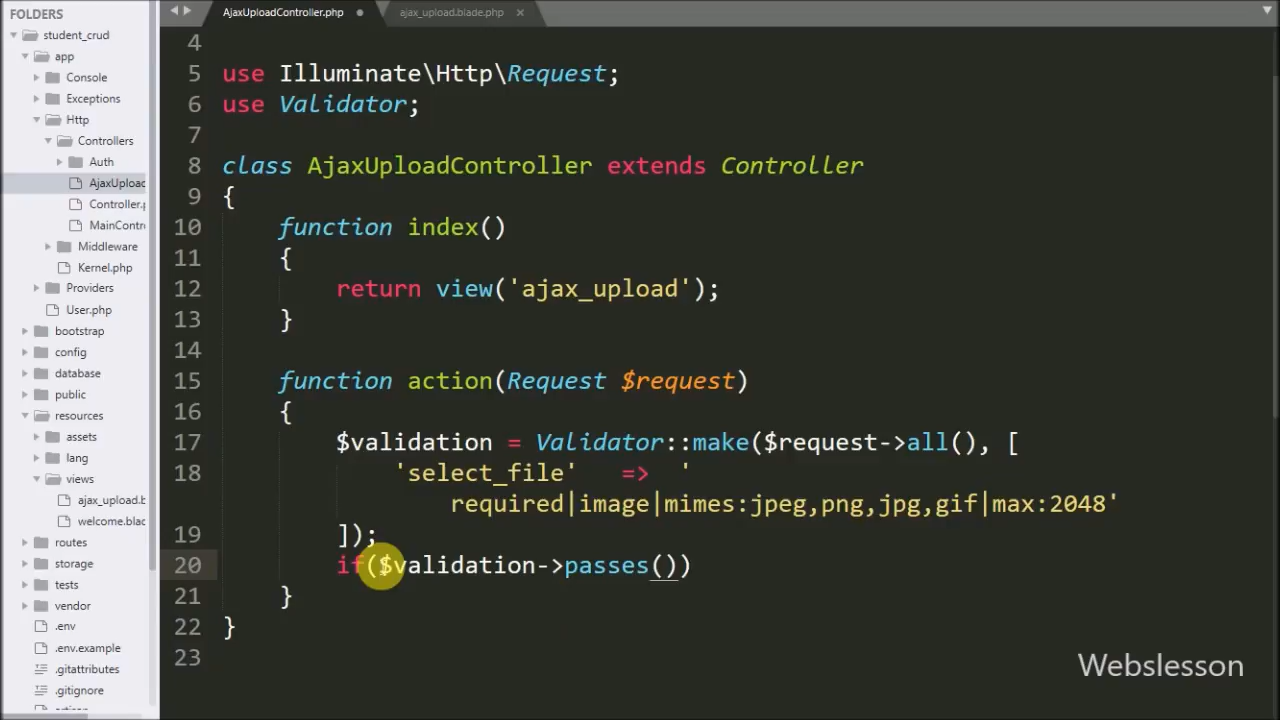 FOLDERS
student_crud
app
Console
Exceptions
Http
Controllers
Auth
AjaxUpload
Controller.p
MainContro
Middleware
Kernel.php
Providers
User.php
bootstrap
config
database
public
resources
assets
lang
views
ajax_upload.b
welcome.blac
routes
storage
tests
vendor
.env
.env.example
.gitattributes
.gitignore
AjaxUploadController.php
ajax_upload.blade.php
4
5 use Illuminate\Http\Request;
6 use Validator;
7
8 class AjaxUploadController extends Controller
9 {
10 function index()
11 {
12 return view('ajax_upload');
13 }
14
15 function action(Request $request)
16 {
17 $validation = Validator::make($request->all(), [
18 'select_file' => '
required|image|mimes:jpeg,png,jpg,gif|max:2048'
19 ]);
20 if($validation->passes())
21 }
22 }
23
Webslesson